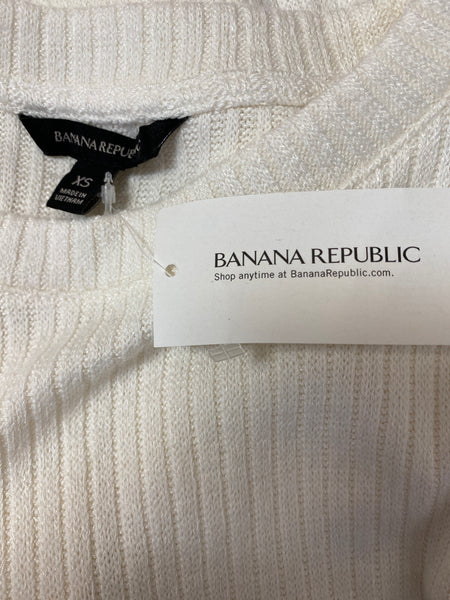 BANANA REPUBLIC
XS
MADE IN
VIETNAM
BANANA REPUBLIC
Shop anytime at BananaRepublic.com.